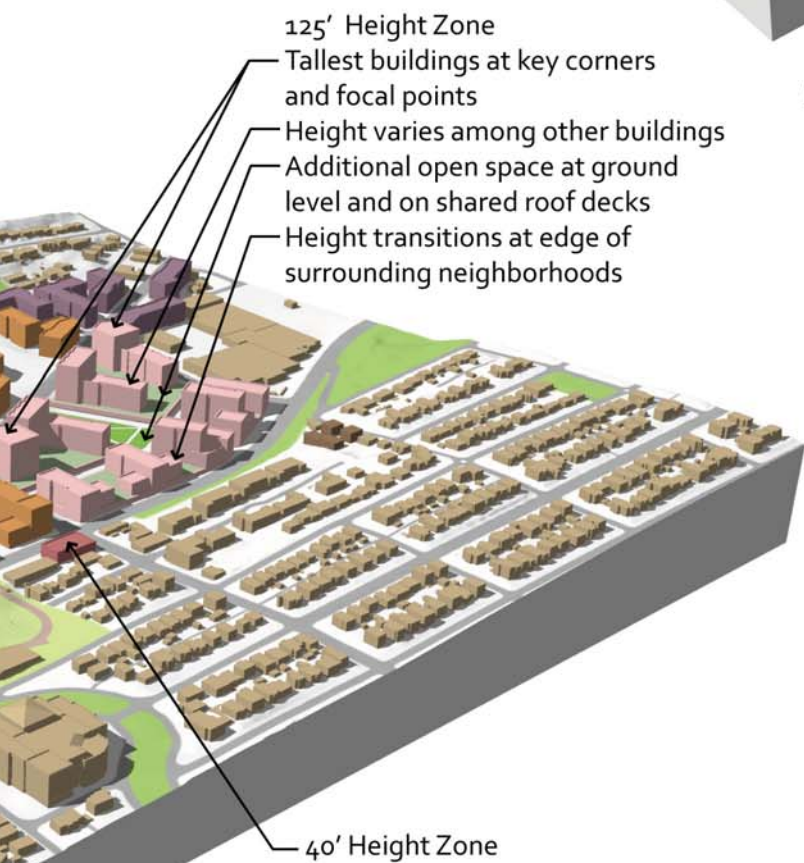 125' Height Zone
Tallest buildings at key corners
and focal points
Height varies among other buildings
Additional open space at ground
level and on shared roof decks
Height transitions at edge of
surrounding neighborhoods
40' Height Zone